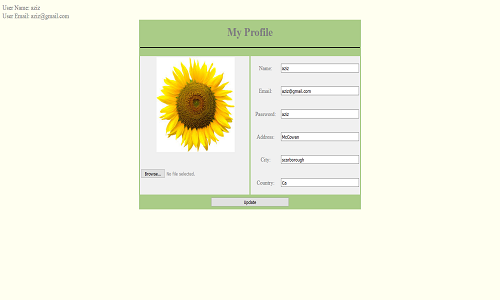 User Name: aziz
User Email: aziz@gmail.com
My Profile
Name: aziz
Email: aziz@gmail.com
Password: aziz
Address: McCowen
City: scarborough
Country: Ca
Browse... No file selected.
Update